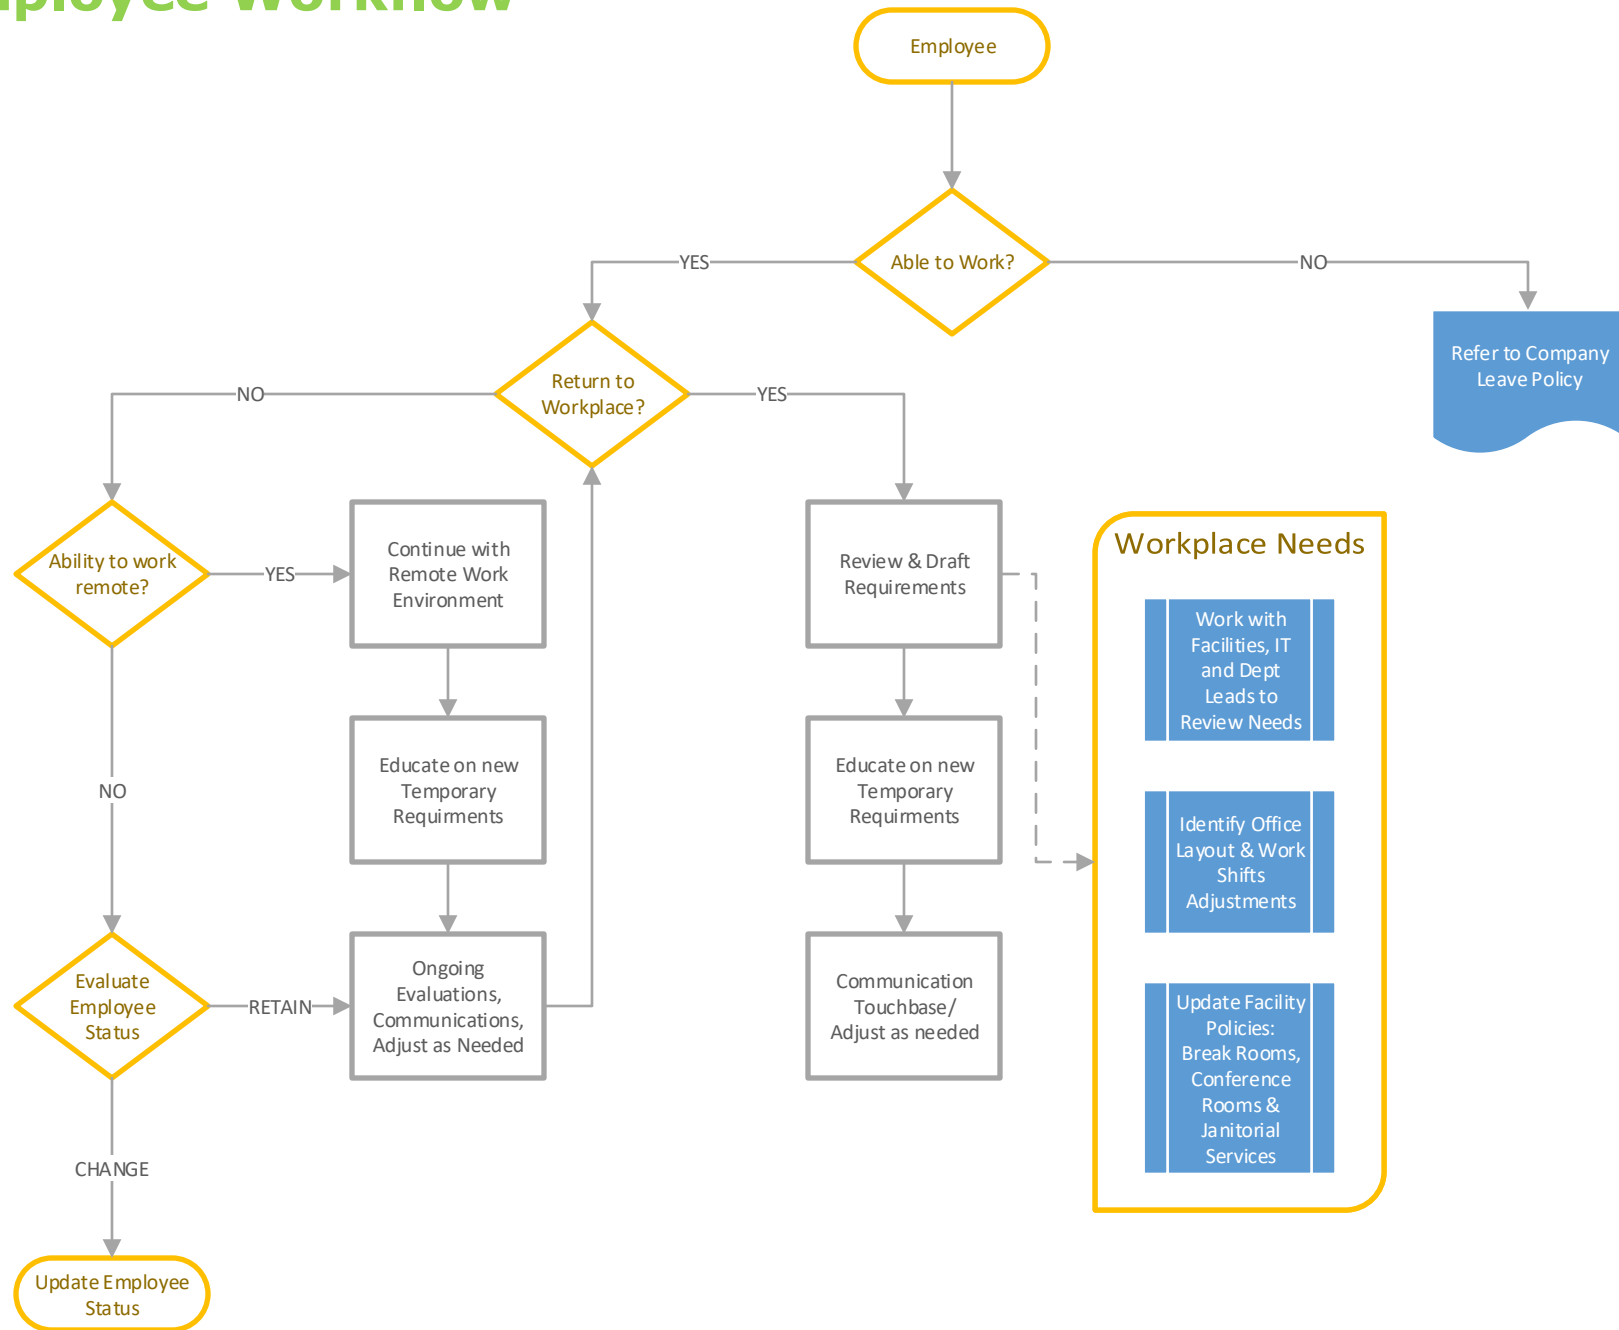 Employee
Able to Work?
YES
NO
Refer to Company
Leave Policy
Return to
Workplace?
NO
YES
Ability to work
remote?
YES
Continue with
Remote Work
Environment
Review & Draft
Requirements
Workplace Needs
Work with
Facilities, IT
and Dept
Leads to
Review Needs
NO
Educate on new
Temporary
Requirments
Educate on new
Temporary
Requirments
Identify Office
Layout & Work
Shifts
Adjustments
Evaluate
Employee
Status
RETAIN
Ongoing
Evaluations,
Communications,
Adjust as Needed
Communication
Touchbase/
Adjust as needed
Update Facility
Policies:
Break Rooms,
Conference
Rooms &
Janitorial
Services
CHANGE
Update Employee
Status